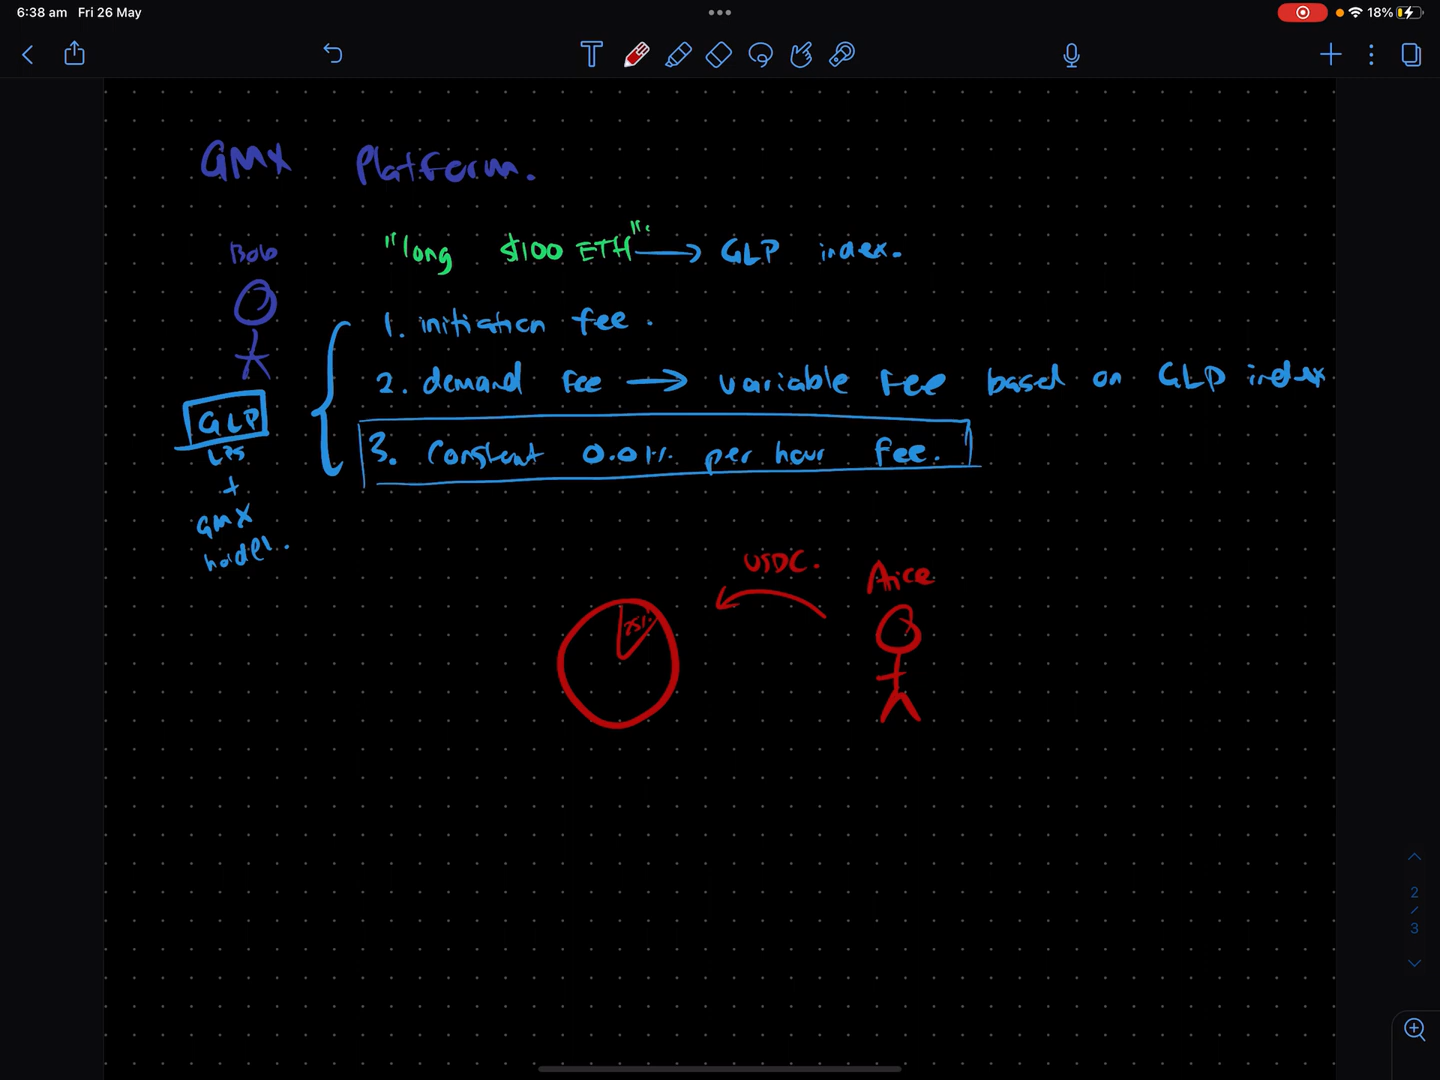 6:38 am Fri 26 May
18%
GMX Platform.
Bob
"long $100 ETH". → GLP index.
1. initiation fee.
2. demand fee → variable fee based on GLP index
GLP
3. Constant 0.01% per hour fee.
LPs
+
GMX
holder.
USDC.
Alice
25%
2
/
3